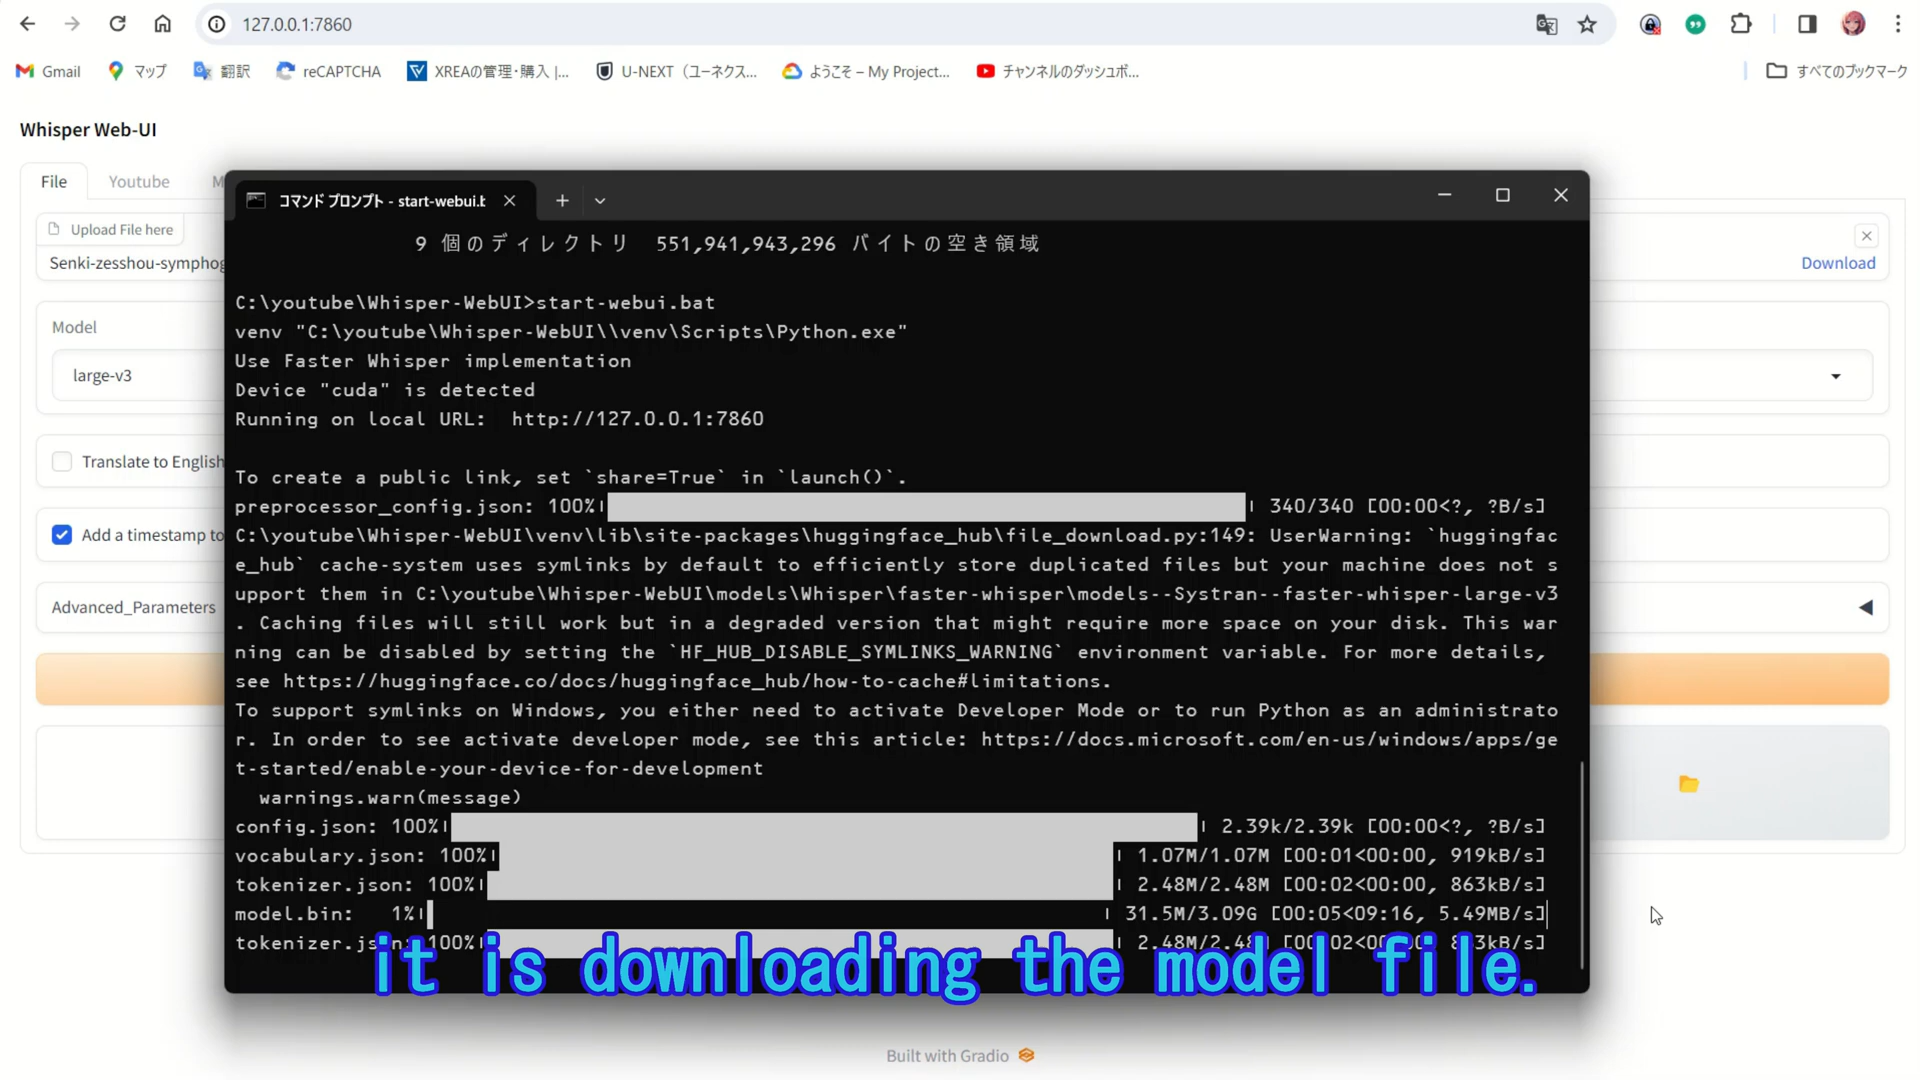 127.0.0.1:7860
Gmail
マップ
翻訳
reCAPTCHA
XREAの管理・購入 |...
U-NEXT（ユーネクス...
ようこそ – My Project...
チャンネルのダッシュボ...
すべてのブックマーク
Whisper Web-UI
File
Youtube
M
コマンド プロンプト - start-webui.b
Upload File here
Senki-zesshou-symphog
Download
Model
large-v3
Translate to English
Add a timestamp to
Advanced_Parameters
9 個のディレクトリ 551,941,943,296 バイトの空き領域
C:\youtube\Whisper-WebUI>start-webui.bat
venv "C:\youtube\Whisper-WebUI\\venv\Scripts\Python.exe"
Use Faster Whisper implementation
Device "cuda" is detected
Running on local URL:  http://127.0.0.1:7860
To create a public link, set `share=True` in `launch()`.
preprocessor_config.json: 100% 340/340 [00:00<?, ?B/s]
C:\youtube\Whisper-WebUI\venv\lib\site-packages\huggingface_hub\file_download.py:149: UserWarning: `huggingfac
e_hub` cache-system uses symlinks by default to efficiently store duplicated files but your machine does not s
upport them in C:\youtube\Whisper-WebUI\models\Whisper\faster-whisper\models--Systran--faster-whisper-large-v3
. Caching files will still work but in a degraded version that might require more space on your disk. This war
ning can be disabled by setting the `HF_HUB_DISABLE_SYMLINKS_WARNING` environment variable. For more details,
see https://huggingface.co/docs/huggingface_hub/how-to-cache#limitations.
To support symlinks on Windows, you either need to activate Developer Mode or to run Python as an administrato
r. In order to see activate developer mode, see this article: https://docs.microsoft.com/en-us/windows/apps/ge
t-started/enable-your-device-for-development
warnings.warn(message)
config.json: 100% 2.39k/2.39k [00:00<?, ?B/s]
vocabulary.json: 100% 1.07M/1.07M [00:01<00:00, 919kB/s]
tokenizer.json: 100% 2.48M/2.48M [00:02<00:00, 863kB/s]
model.bin: 1% 31.5M/3.09G [00:05<09:16, 5.49MB/s]
tokenizer.json: 100% 2.48M/2.48M [00:02<00:00, 863kB/s]
it is downloading the model file.
Built with Gradio